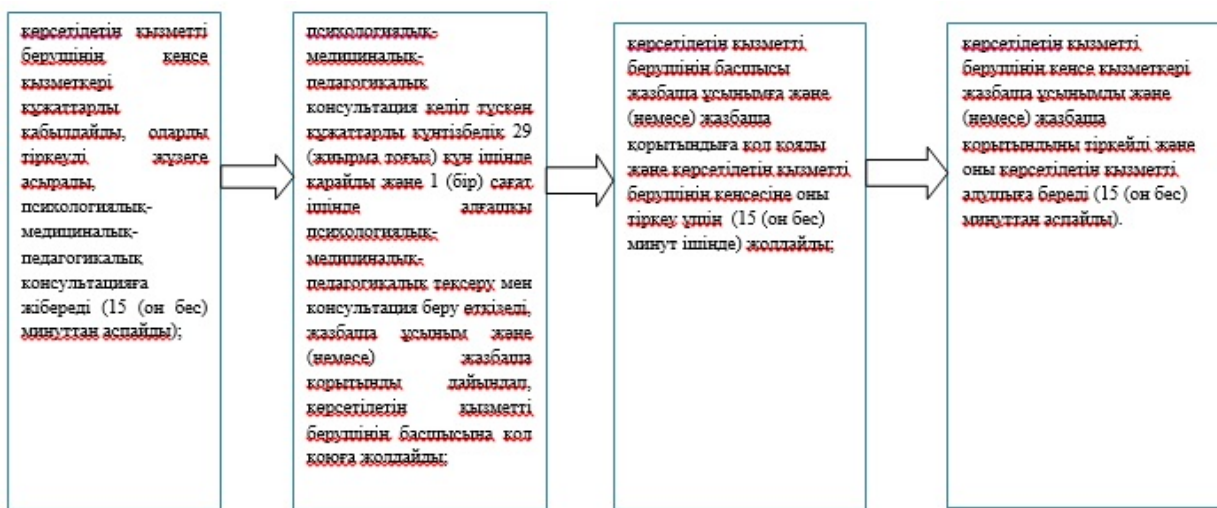 көрсетілетін қызметті
берушінің кеңсе
қызметкері
құжаттарды
қабылдайды, оларды
тіркеуді жүзеге
асырады,
психологиялық-
медициналық-
педагогикалық
консультацияға
жібереді (15 (он бес)
минуттан аспайды);
психологиялық-
медициналық-
педагогикалық
консультация келіп түскен
құжаттарды күнтізбелік 29
(жиырма тоғыз) күн ішінде
қарайды және 1 (бір) сағат
ішінде алғашқы
психологиялық-
медициналық-
педагогикалық тексеру мен
консультация беру өткізеді,
жазбаша ұсыным және
(немесе) жазбаша
қорытынды дайындап,
көрсетілетін қызметті
берушінің басшысына қол
қоюға жолдайды;
көрсетілетін қызметті
берушінің басшысы
жазбаша ұсынымға және
(немесе) жазбаша
қорытындыға қол қояды
және көрсетілетін қызметті
берушінің кеңсесіне оны
тіркеу үшін (15 (он бес)
минут ішінде) жолдайды;
көрсетілетін қызметті
берушінің кеңсе қызметкері
жазбаша ұсынымды және
(немесе) жазбаша
қорытындыны тіркейді және
оны көрсетілетін қызметті
алушыға береді (15 (он бес)
минуттан аспайды).